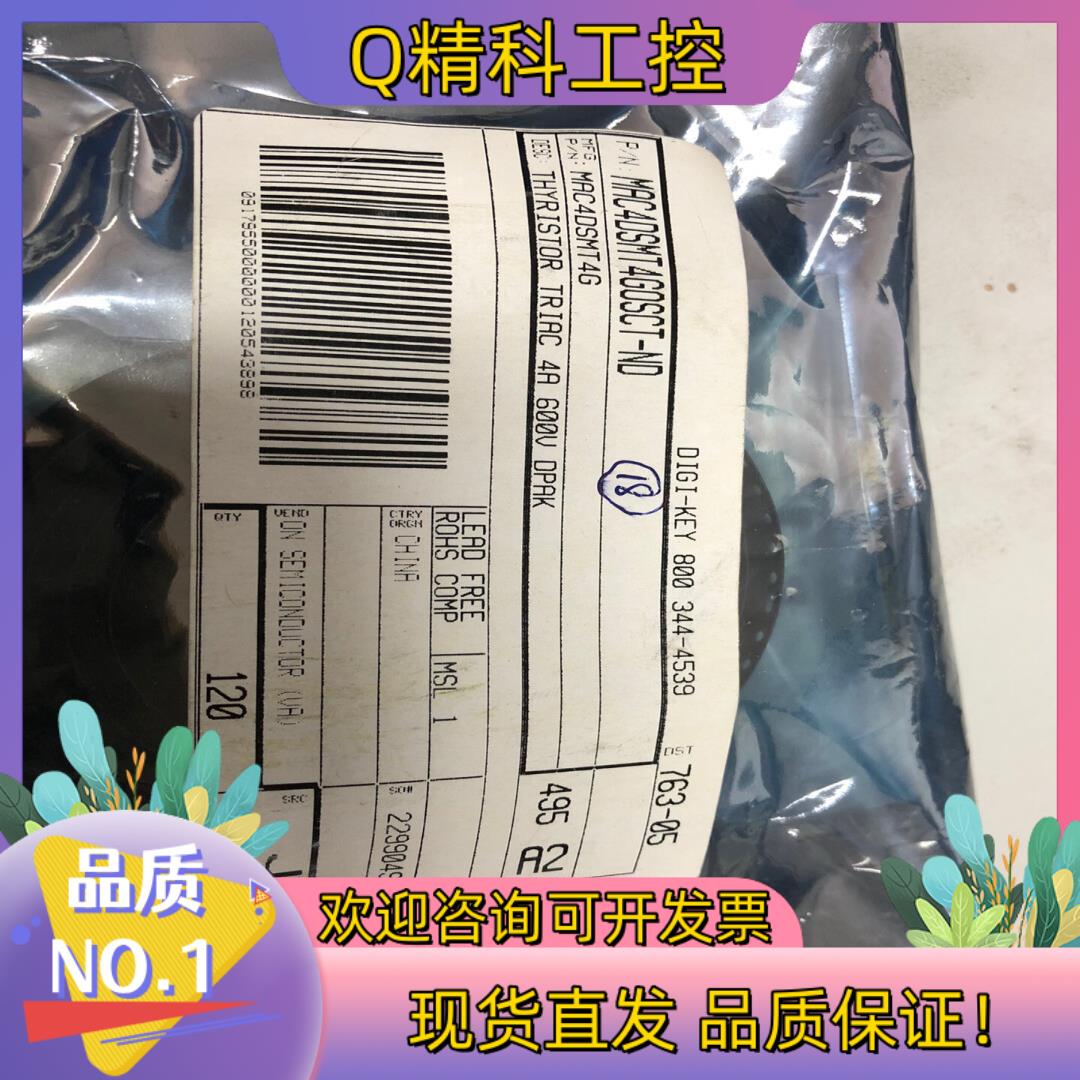 Q精科工控
DIGI-KEY 800 344-4539
P/N: MAC4DSMT4GOSCT-ND
MFG. P/N: MAC4DSMT4G
DESC: THYRISTOR TRIAC 4A 600V DPAK
18
DST 763-05
495
A2
LEAD FREE
ROHS COMP
MSL 1
CTRY
ORGN CHINA
VEND ON SEMICONDUCTOR (VA)
QTY 120
SRC
0917955000000120543898
品质
NO.1
欢迎咨询可开发票
现货直发 品质保证!